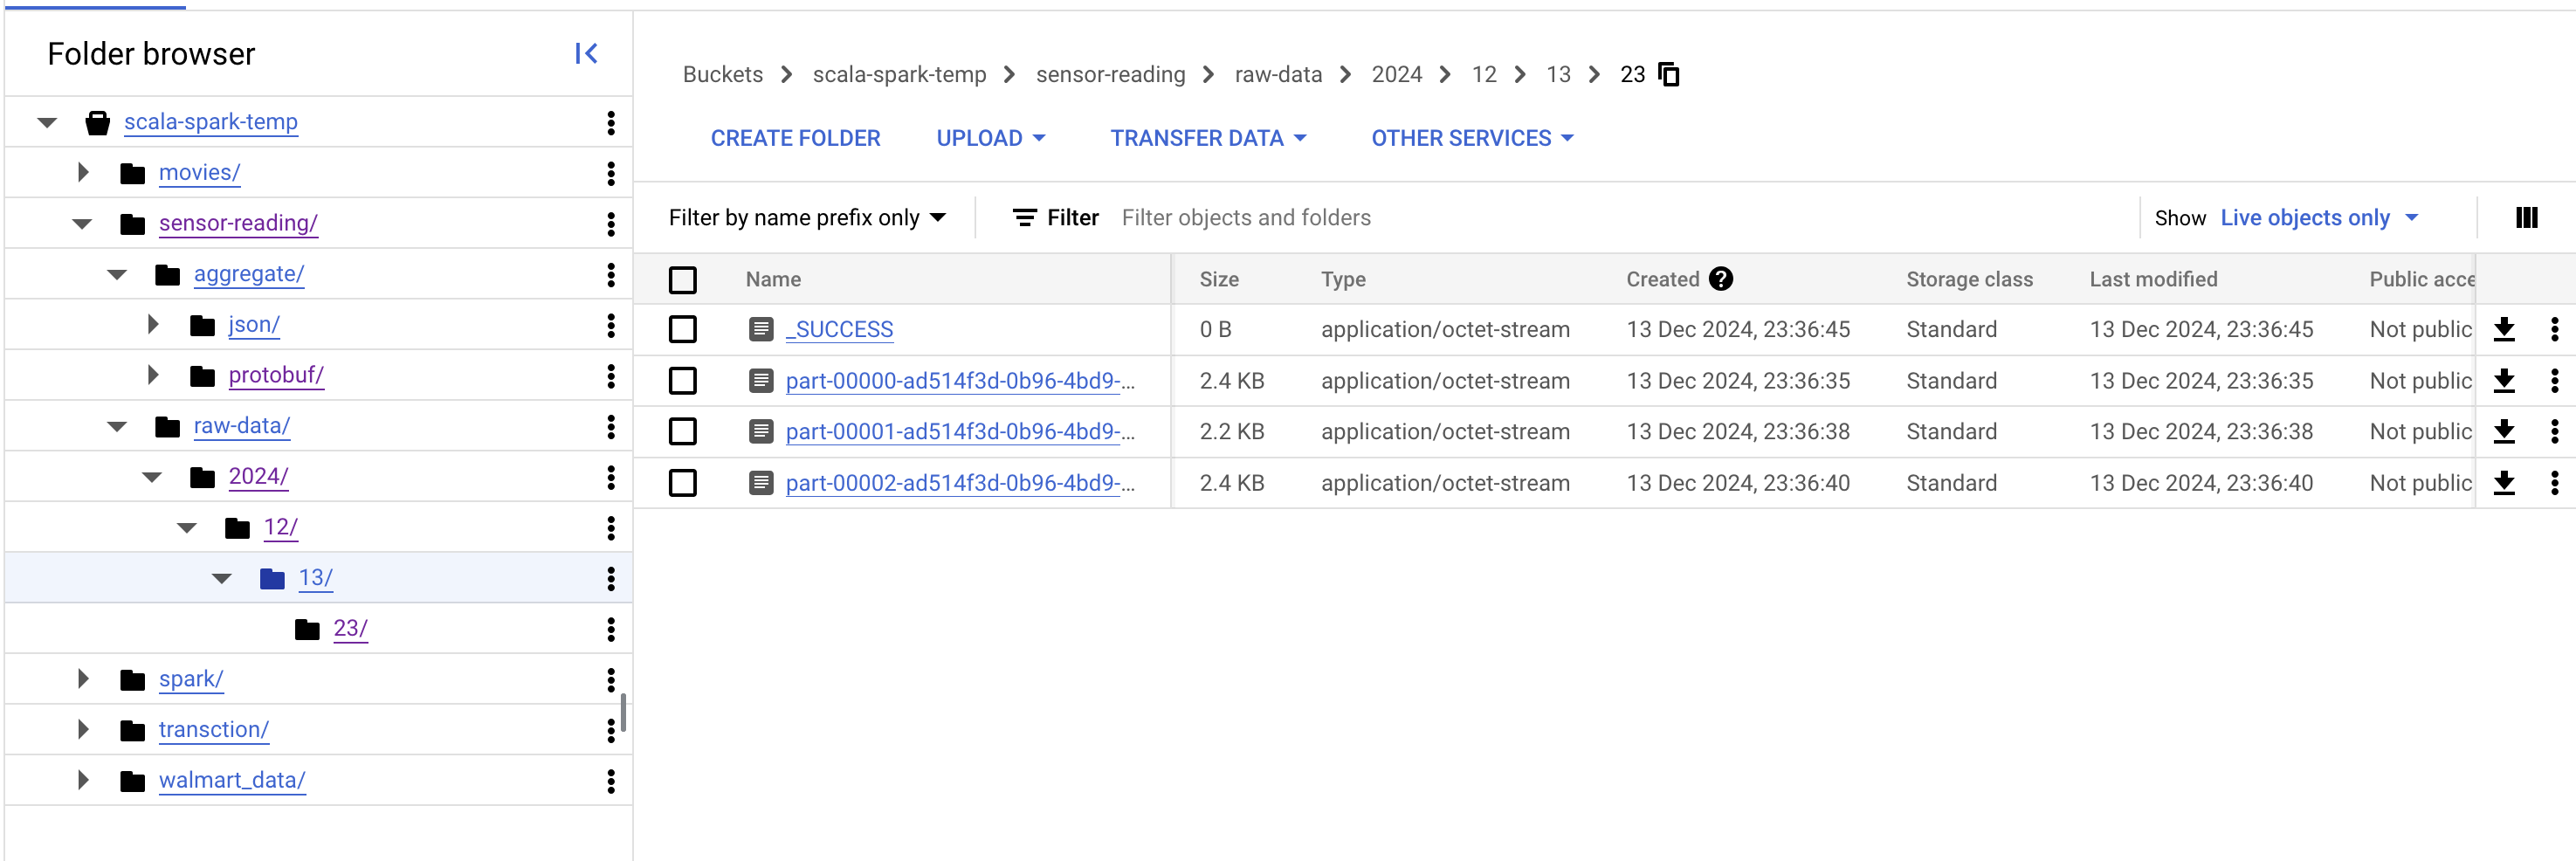 Folder browser
scala-spark-temp
movies/
sensor-reading/
aggregate/
json/
protobuf/
raw-data/
2024/
12/
13/
23/
spark/
transction/
walmart_data/
Buckets > scala-spark-temp > sensor-reading > raw-data > 2024 > 12 > 13 > 23
CREATE FOLDER UPLOAD TRANSFER DATA OTHER SERVICES
Filter by name prefix only Filter Filter objects and folders Show Live objects only
Name Size Type Created ? Storage class Last modified Public acce
_SUCCESS 0 B application/octet-stream 13 Dec 2024, 23:36:45 Standard 13 Dec 2024, 23:36:45 Not public
part-00000-ad514f3d-0b96-4bd9-... 2.4 KB application/octet-stream 13 Dec 2024, 23:36:35 Standard 13 Dec 2024, 23:36:35 Not public
part-00001-ad514f3d-0b96-4bd9-... 2.2 KB application/octet-stream 13 Dec 2024, 23:36:38 Standard 13 Dec 2024, 23:36:38 Not public
part-00002-ad514f3d-0b96-4bd9-... 2.4 KB application/octet-stream 13 Dec 2024, 23:36:40 Standard 13 Dec 2024, 23:36:40 Not public